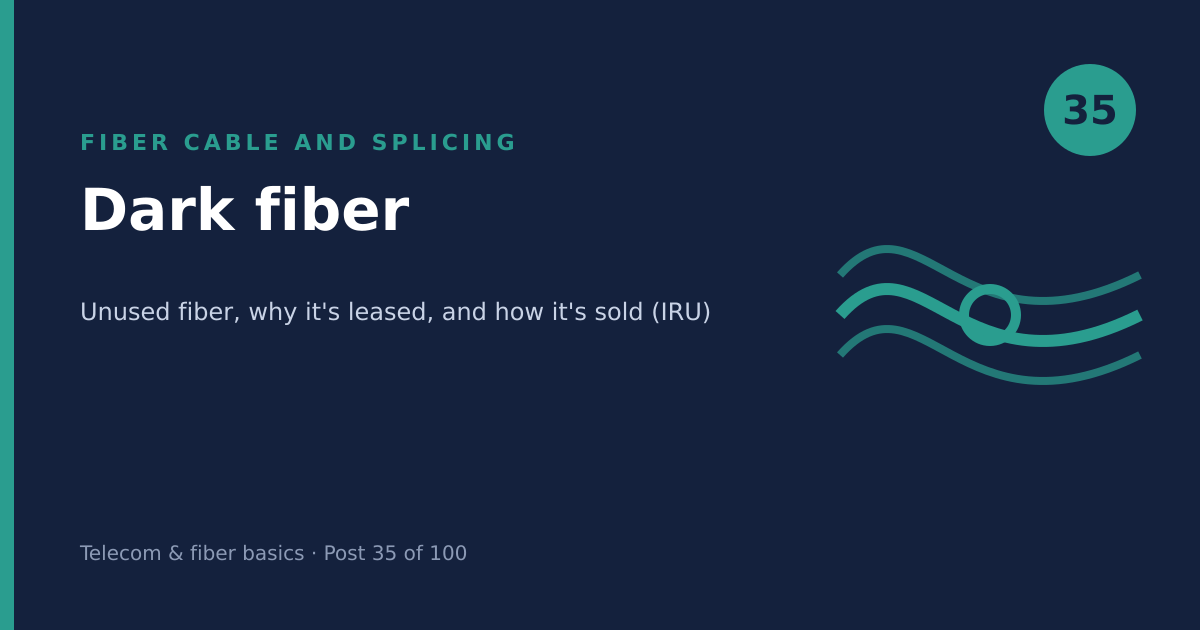 35
FIBER CABLE AND SPLICING
Dark fiber
Unused fiber, why it's leased, and how it's sold (IRU)
Telecom & fiber basics · Post 35 of 100